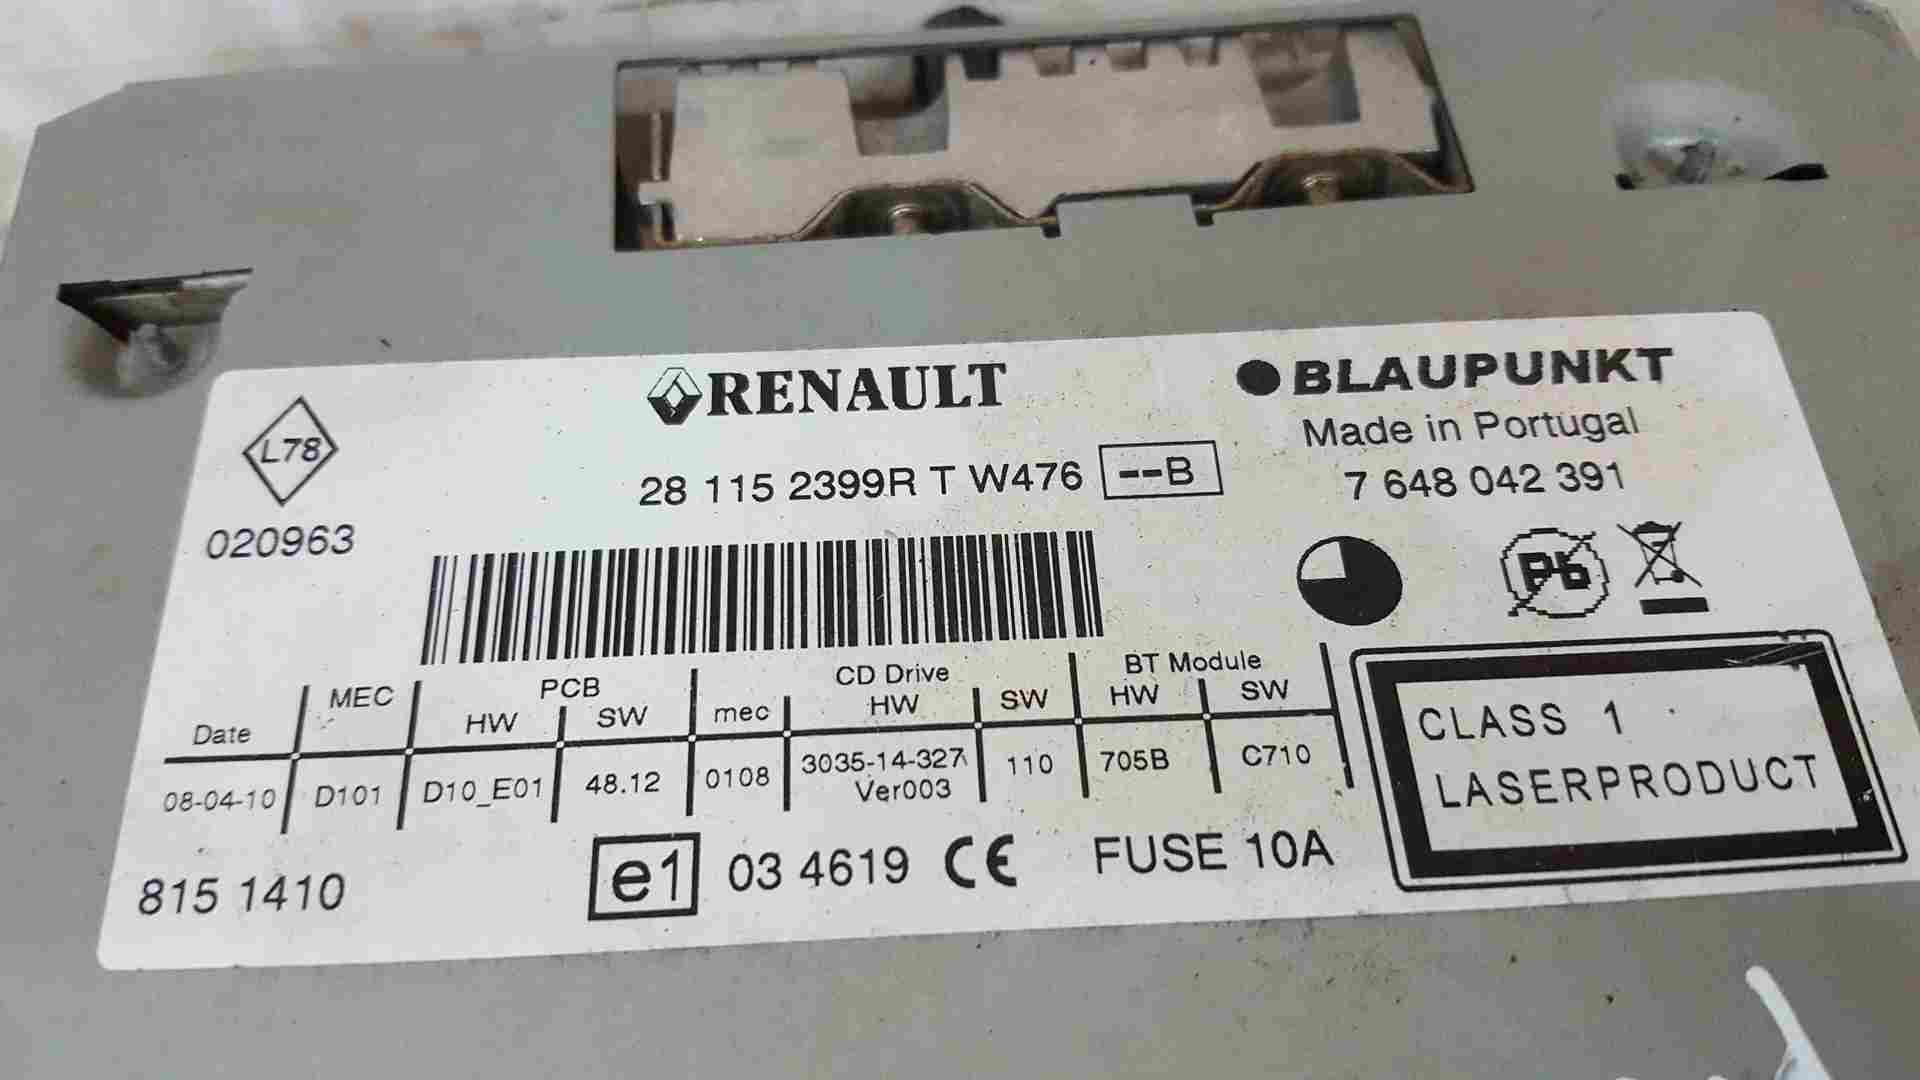 RENAULT
BLAUPUNKT
L78
Made in Portugal
28 115 2399R T W476 --B
7 648 042 391
020963
Pb
CD Drive
BT Module
MEC PCB
Date HW SW mec HW SW HW SW
08-04-10 D101 D10_E01 48.12 0108 3035-14-327 110 705B C710
Ver003
CLASS 1
LASERPRODUCT
815 1410 e1 03 4619 CE FUSE 10A